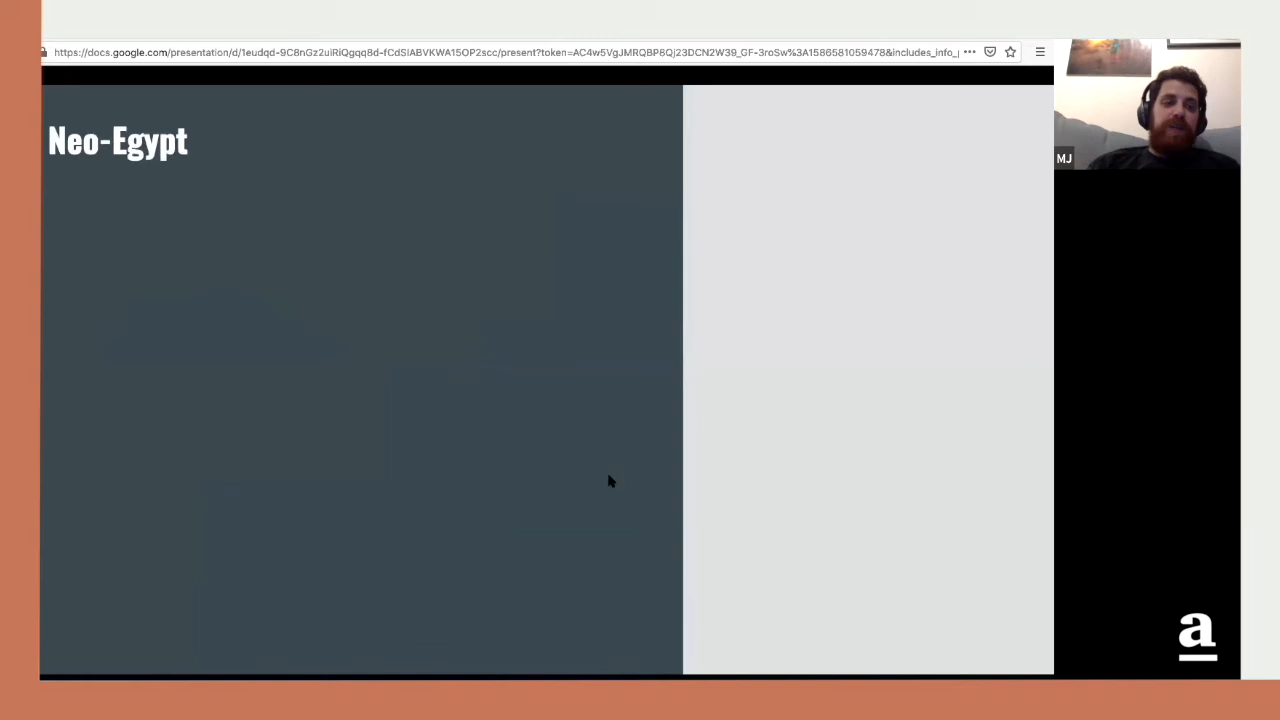 https://docs.google.com/presentation/d/1eudqd-9C8nGz2uiRiQgqq8d-fCdSIABVKWA15OP2scc/present?token=AC4w5VgJMRQBP8Qj23DCN2W39_GF-3roSw%3A1586581059478&includes_info_
Neo-Egypt
MJ
a